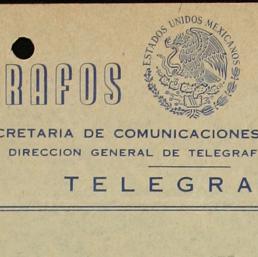 ESTADOS UNIDOS MEXICANOS
RAFOS
CRETARIA DE COMUNICACIONES
DIRECCION GENERAL DE TELEGRAF
TELEGRA